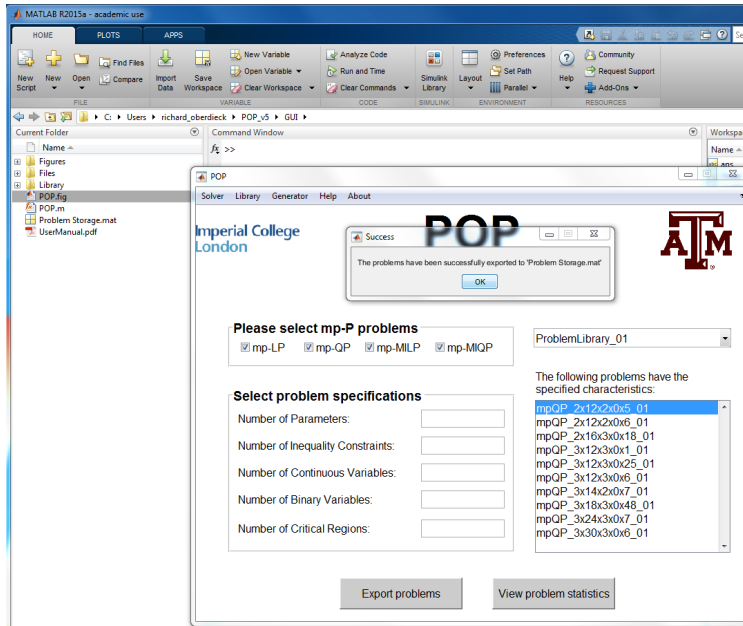 MATLAB R2015a - academic use
HOME PLOTS APPS
New Script
New
Open
Find Files
Compare
Import Data
Save Workspace
New Variable
Open Variable
Clear Workspace
Analyze Code
Run and Time
Clear Commands
Simulink Library
Layout
Preferences
Set Path
Parallel
Help
Community
Request Support
Add-Ons
FILE VARIABLE CODE SIMULINK ENVIRONMENT RESOURCES
C: Users richard_oberdieck POP_v5 GUI
Current Folder
Name
Figures
Files
Library
POP.fig
POP.m
Problem Storage.mat
UserManual.pdf
Command Window
fx >>
Name
ans
POP
Solver Library Generator Help About
Imperial College
London
POP
Success
The problems have been successfully exported to 'Problem Storage.mat'
OK
ATM
Please select mp-P problems
mp-LP mp-QP mp-MILP mp-MIQP
ProblemLibrary_01
Select problem specifications
Number of Parameters:
Number of Inequality Constraints:
Number of Continuous Variables:
Number of Binary Variables:
Number of Critical Regions:
The following problems have the
specified characteristics:
mpQP_2x12x2x0x5_01
mpQP_2x12x2x0x6_01
mpQP_2x16x3x0x18_01
mpQP_3x12x3x0x1_01
mpQP_3x12x3x0x25_01
mpQP_3x12x3x0x6_01
mpQP_3x14x2x0x7_01
mpQP_3x18x3x0x48_01
mpQP_3x24x3x0x7_01
mpQP_3x30x3x0x6_01
Export problems
View problem statistics